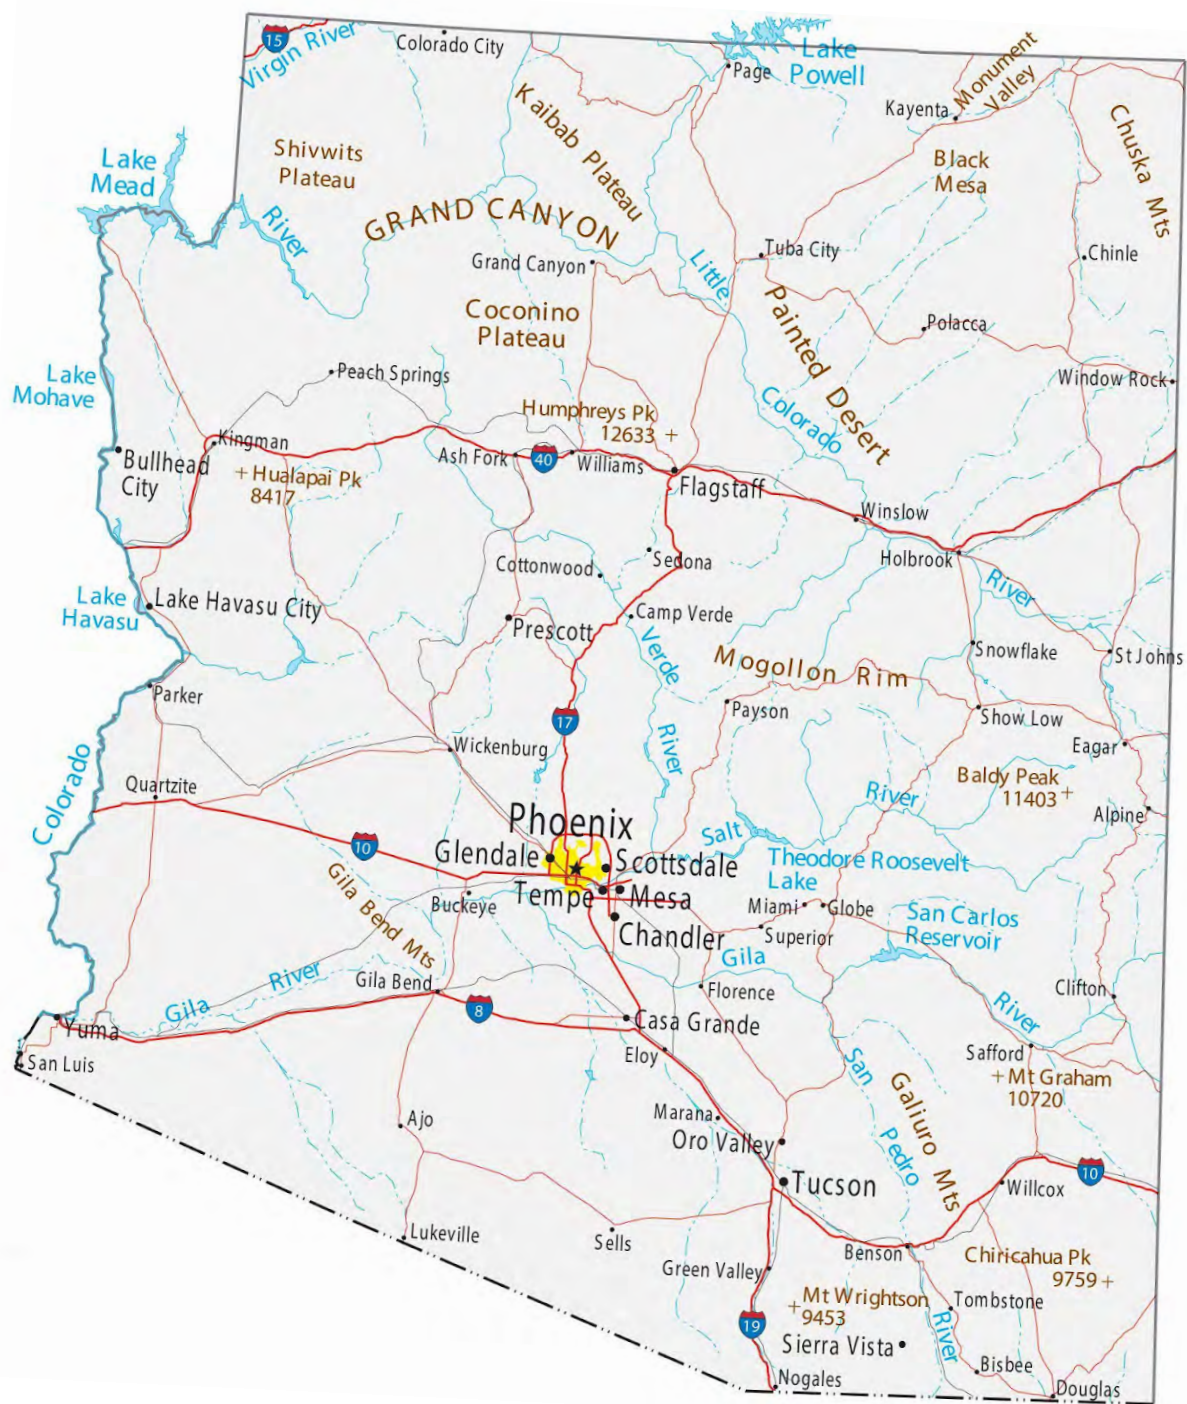 15
Virgin River
Colorado City
Lake
Powell
Page
Monument
Valley
Kayenta
Kaibab Plateau
Chuska Mts
Shivwits
Plateau
Black
Mesa
Lake
Mead
River
GRAND CANYON
Grand Canyon
Little
Tuba City
Chinle
Coconino
Plateau
Painted Desert
Polacca
Lake
Mohave
Peach Springs
Window Rock
Humphreys Pk
12633
Colorado
Kingman
Bullhead
City
Hualapai Pk
8417
Ash Fork
40
Williams
Flagstaff
Winslow
Holbrook
Cottonwood
Sedona
River
Lake
Havasu
Lake Havasu City
Prescott
Camp Verde
Verde
River
Mogollon Rim
Snowflake
St Johns
Parker
17
Payson
Show Low
Wickenburg
Eagar
Colorado
Quartzite
Baldy Peak
11403
River
Alpine
10
Phoenix
Glendale
Scottsdale
Salt
Theodore Roosevelt
Lake
Tempe
Mesa
Gila Bend Mts
Buckeye
Miami
Globe
San Carlos
Reservoir
Chandler
Superior
Gila
River
Gila
River
Gila Bend
8
Florence
Clifton
Yuma
San Luis
Casa Grande
Eloy
San
Pedro
River
Safford
Mt Graham
10720
Galiuro Mts
Ajo
Marana
Oro Valley
Tucson
Willcox
10
Lukeville
Sells
Benson
Green Valley
Chiricahua Pk
9759
Mt Wrightson
9453
Tombstone
19
Sierra Vista
Bisbee
Nogales
Douglas